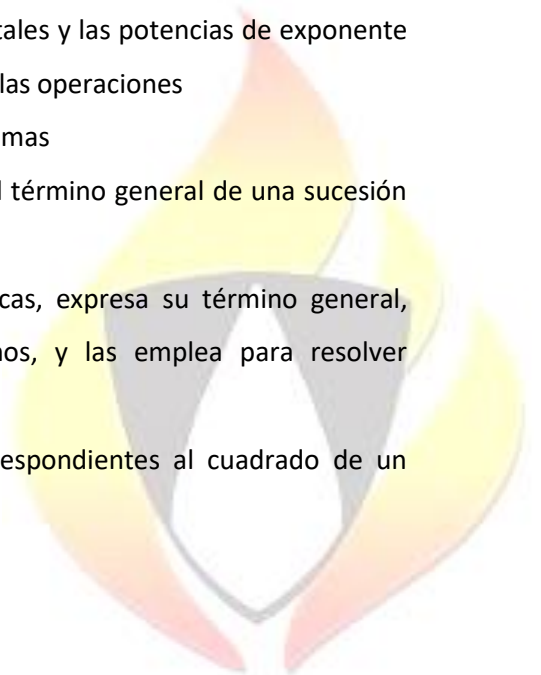 tales y las potencias de exponente
las operaciones
mas
l término general de una sucesión
cas, expresa su término general,
nos, y las emplea para resolver
espondientes al cuadrado de un